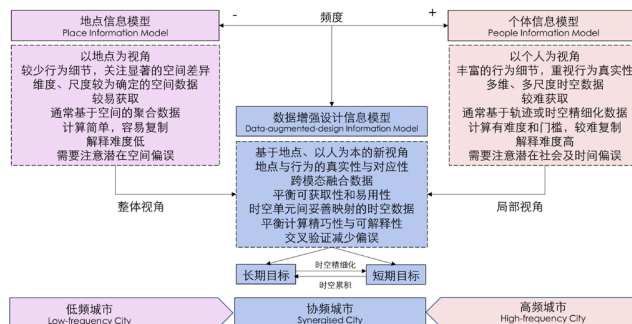 地点信息模型
Place Information Model
-
频度
+
个体信息模型
People Information Model
以地点为视角
较少行为细节，关注显著的空间差异
维度、尺度较为确定的空间数据
较易获取
通常基于空间的聚合数据
计算简单，容易复制
解释难度低
需要注意潜在空间偏误
数据增强设计信息模型
Data-augmented-design Information Model
基于地点、以人为本的新视角
地点与行为的真实性与对应性
跨模态融合数据
平衡可获取性和易用性
时空单元间妥善映射的时空数据
平衡计算精巧性与可解释性
交叉验证减少偏误
以个人为视角
丰富的行为细节，重视行为真实性
多维、多尺度时空数据
较难获取
通常基于轨迹或时空精细化数据
计算有难度和门槛，较难复制
解释难度高
需要注意潜在社会及时间偏误
整体视角
局部视角
长期目标
时空精细化
时空累积
短期目标
低频城市
Low-frequency City
协频城市
Synergised City
高频城市
High-frequency City